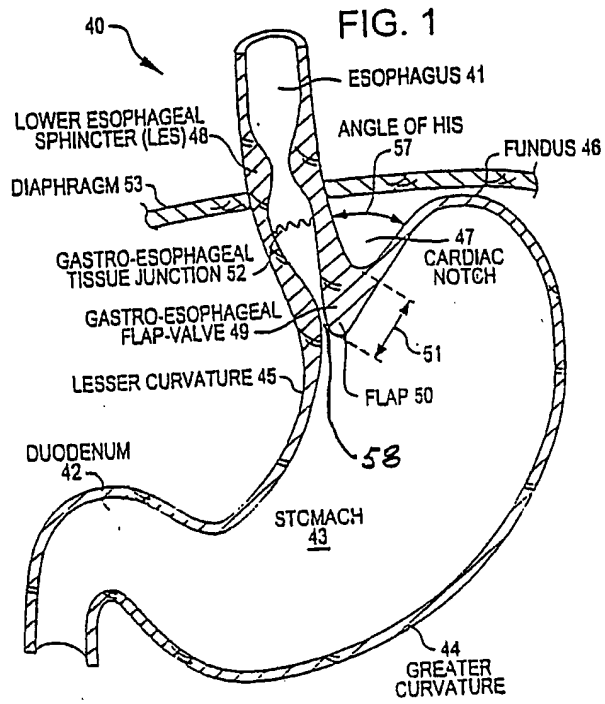 FIG. 1
40
ESOPHAGUS 41
LOWER ESOPHAGEAL
SPHINCTER (LES) 48
ANGLE OF HIS
57
FUNDUS 46
DIAPHRAGM 53
47
CARDIAC
NOTCH
GASTRO-ESOPHAGEAL
TISSUE JUNCTION 52
GASTRO-ESOPHAGEAL
FLAP-VALVE 49
51
LESSER CURVATURE 45
FLAP 50
58
DUODENUM
42
STOMACH
43
44
GREATER
CURVATURE